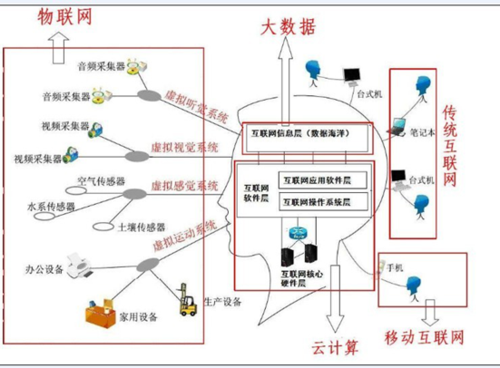 物联网
大数据
音频采集器
音频采集器
虚拟听觉系统
台式机
视频采集器
互联网信息层（数据海洋）
笔记本
传统互联网
视频采集器
虚拟视觉系统
空气传感器
虚拟感觉系统
互联网
软件层
互联网应用软件层
台式机
水系传感器
互联网操作系统层
土壤传感器
虚拟运动系统
办公设备
互联网核心
硬件层
手机
生产设备
家用设备
云计算
移动互联网